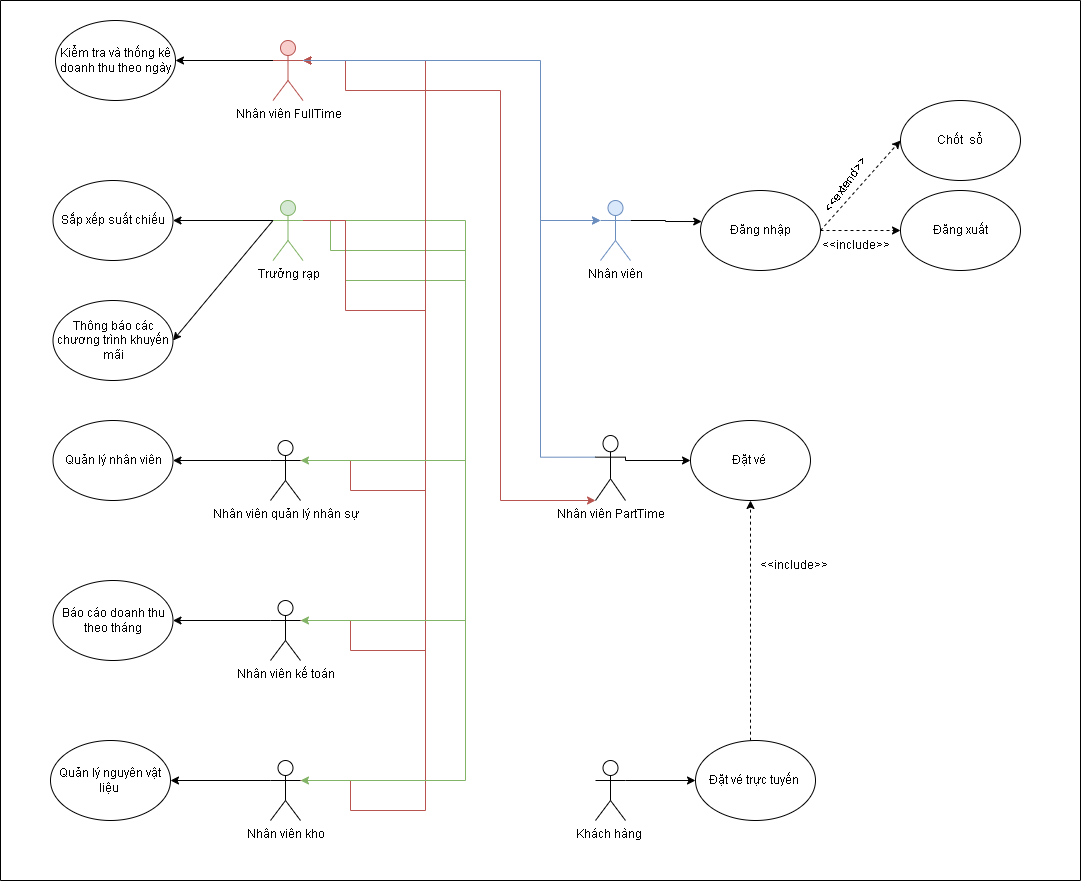 Kiểm tra và thống kê
doanh thu theo ngày
Nhân viên FullTime
Chốt  sổ
<<extend>>
Sắp xếp suất chiếu
Trưởng rạp
Nhân viên
Đăng nhập
<<include>>
Đăng xuất
Thông báo các
chương trình khuyến
mãi
Quản lý nhân viên
Nhân viên quản lý nhân sự
Nhân viên PartTime
Đặt vé
<<include>>
Báo cáo doanh thu
theo tháng
Nhân viên kế toán
Quản lý nguyên vật
liệu
Nhân viên kho
Khách hàng
Đặt vé trực tuyến